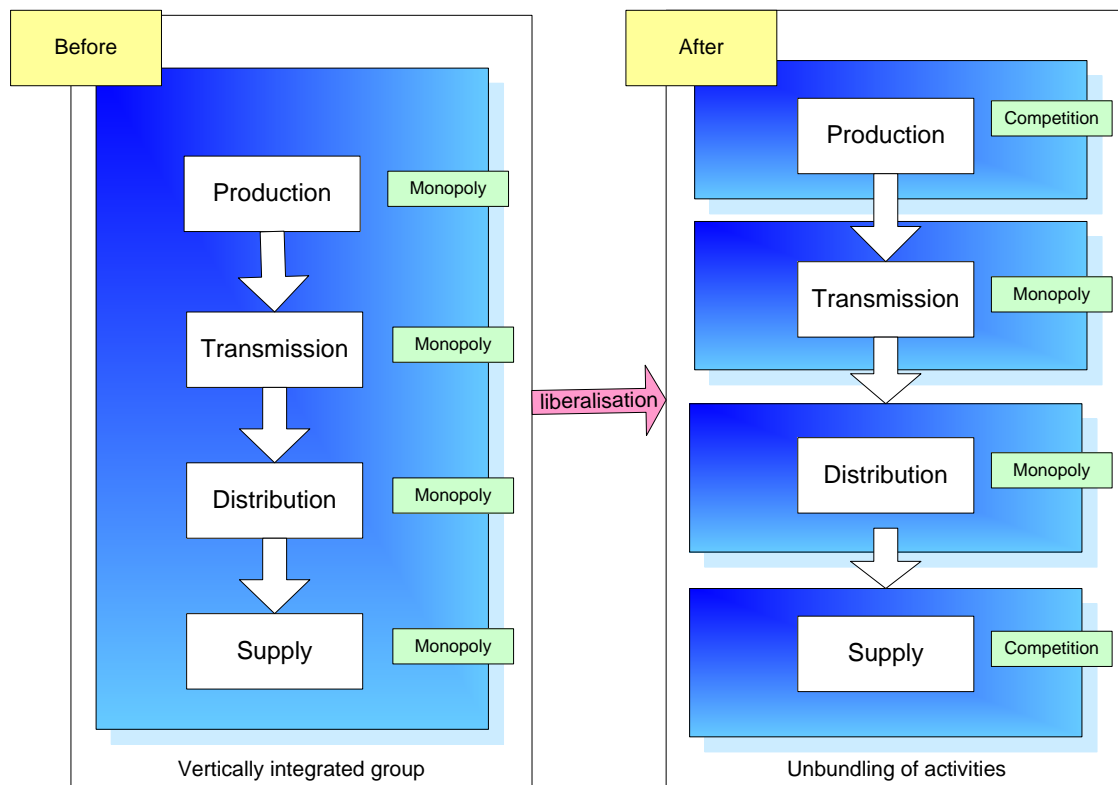 Before
Production
Monopoly
Transmission
Monopoly
Distribution
Monopoly
Supply
Monopoly
Vertically integrated group
liberalisation
After
Production
Competition
Transmission
Monopoly
Distribution
Monopoly
Supply
Competition
Unbundling of activities